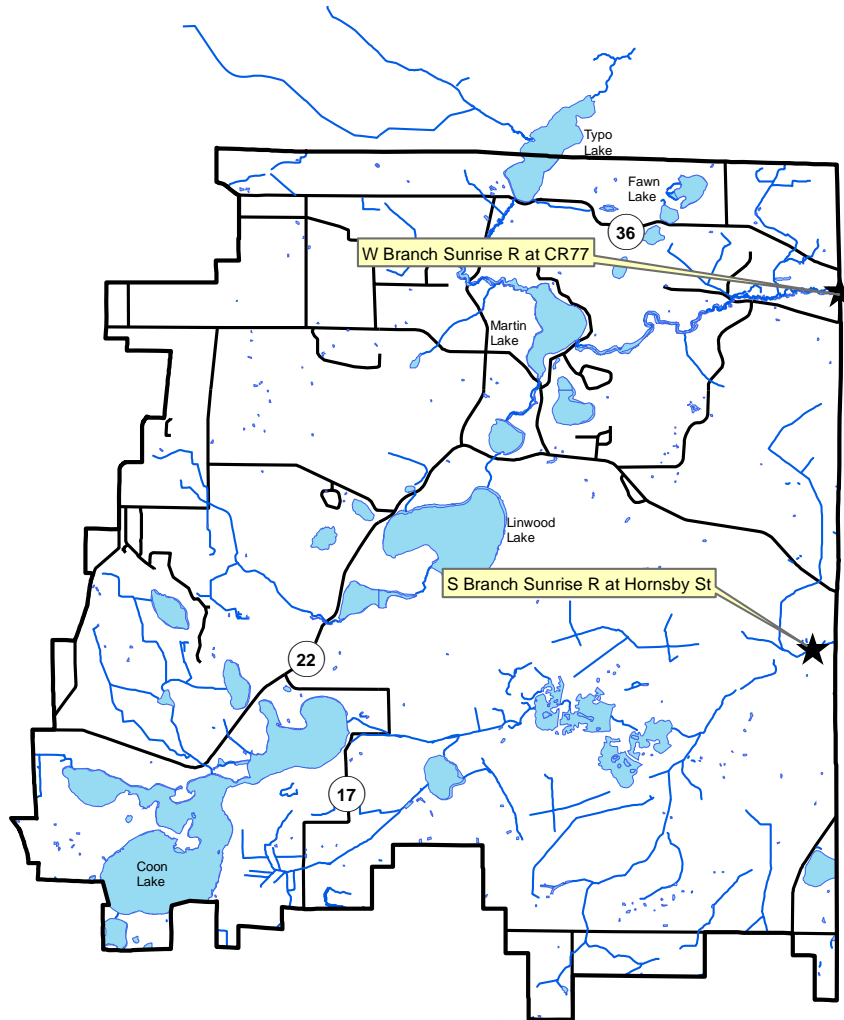 Typo
Lake
Fawn
Lake
36
W Branch Sunrise R at CR77
Martin
Lake
Linwood
Lake
S Branch Sunrise R at Hornsby St
22
17
Coon
Lake